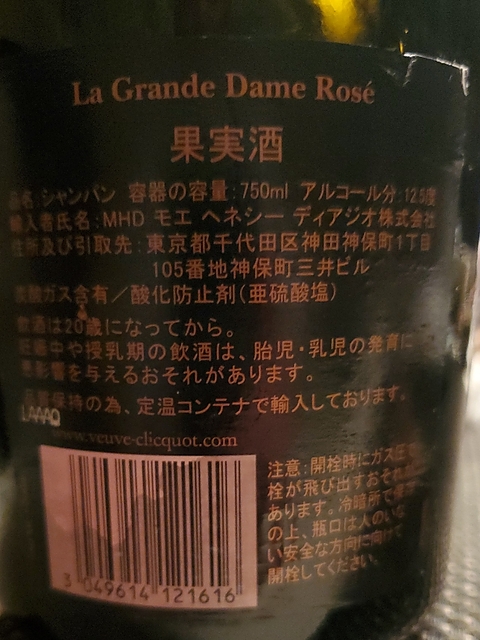 La Grande Dame Rosé
果実酒
品名:シャンパン 容器の容量:750ml アルコール分:12.5度
輸入者氏名:MHD モエ ヘネシー ディアジオ株式会社
住所及び引取先:東京都千代田区神田神保町1丁目
105番地神保町三井ビル
炭酸ガス含有/酸化防止剤(亜硫酸塩)
飲酒は20歳になってから。
妊娠中や授乳期の飲酒は、胎児・乳児の発育に
悪影響を与えるおそれがあります。
品質保持の為、定温コンテナで輸入しております。
www.veuve-clicquot.com
注意:開栓時にガス圧で
栓が飛び出すおそれが
あります。冷暗所で保存
の上、瓶口は人のいな
い安全な方向に向けて
開栓してください。
3 049614 121616